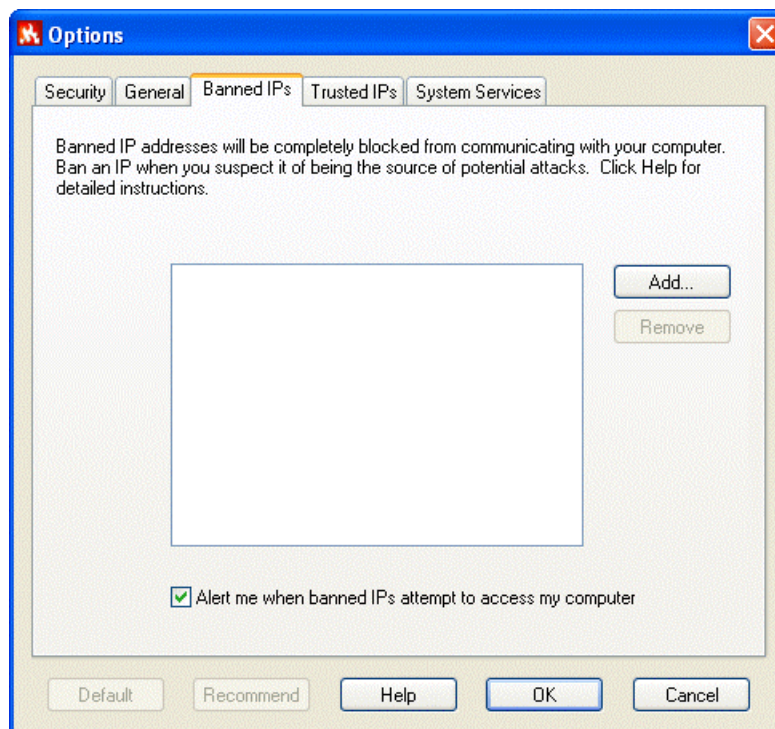 Options
Security General Banned IPs Trusted IPs System Services
Banned IP addresses will be completely blocked from communicating with your computer.
Ban an IP when you suspect it of being the source of potential attacks. Click Help for
detailed instructions.
Add...
Remove
Alert me when banned IPs attempt to access my computer
Default Recommend Help OK Cancel